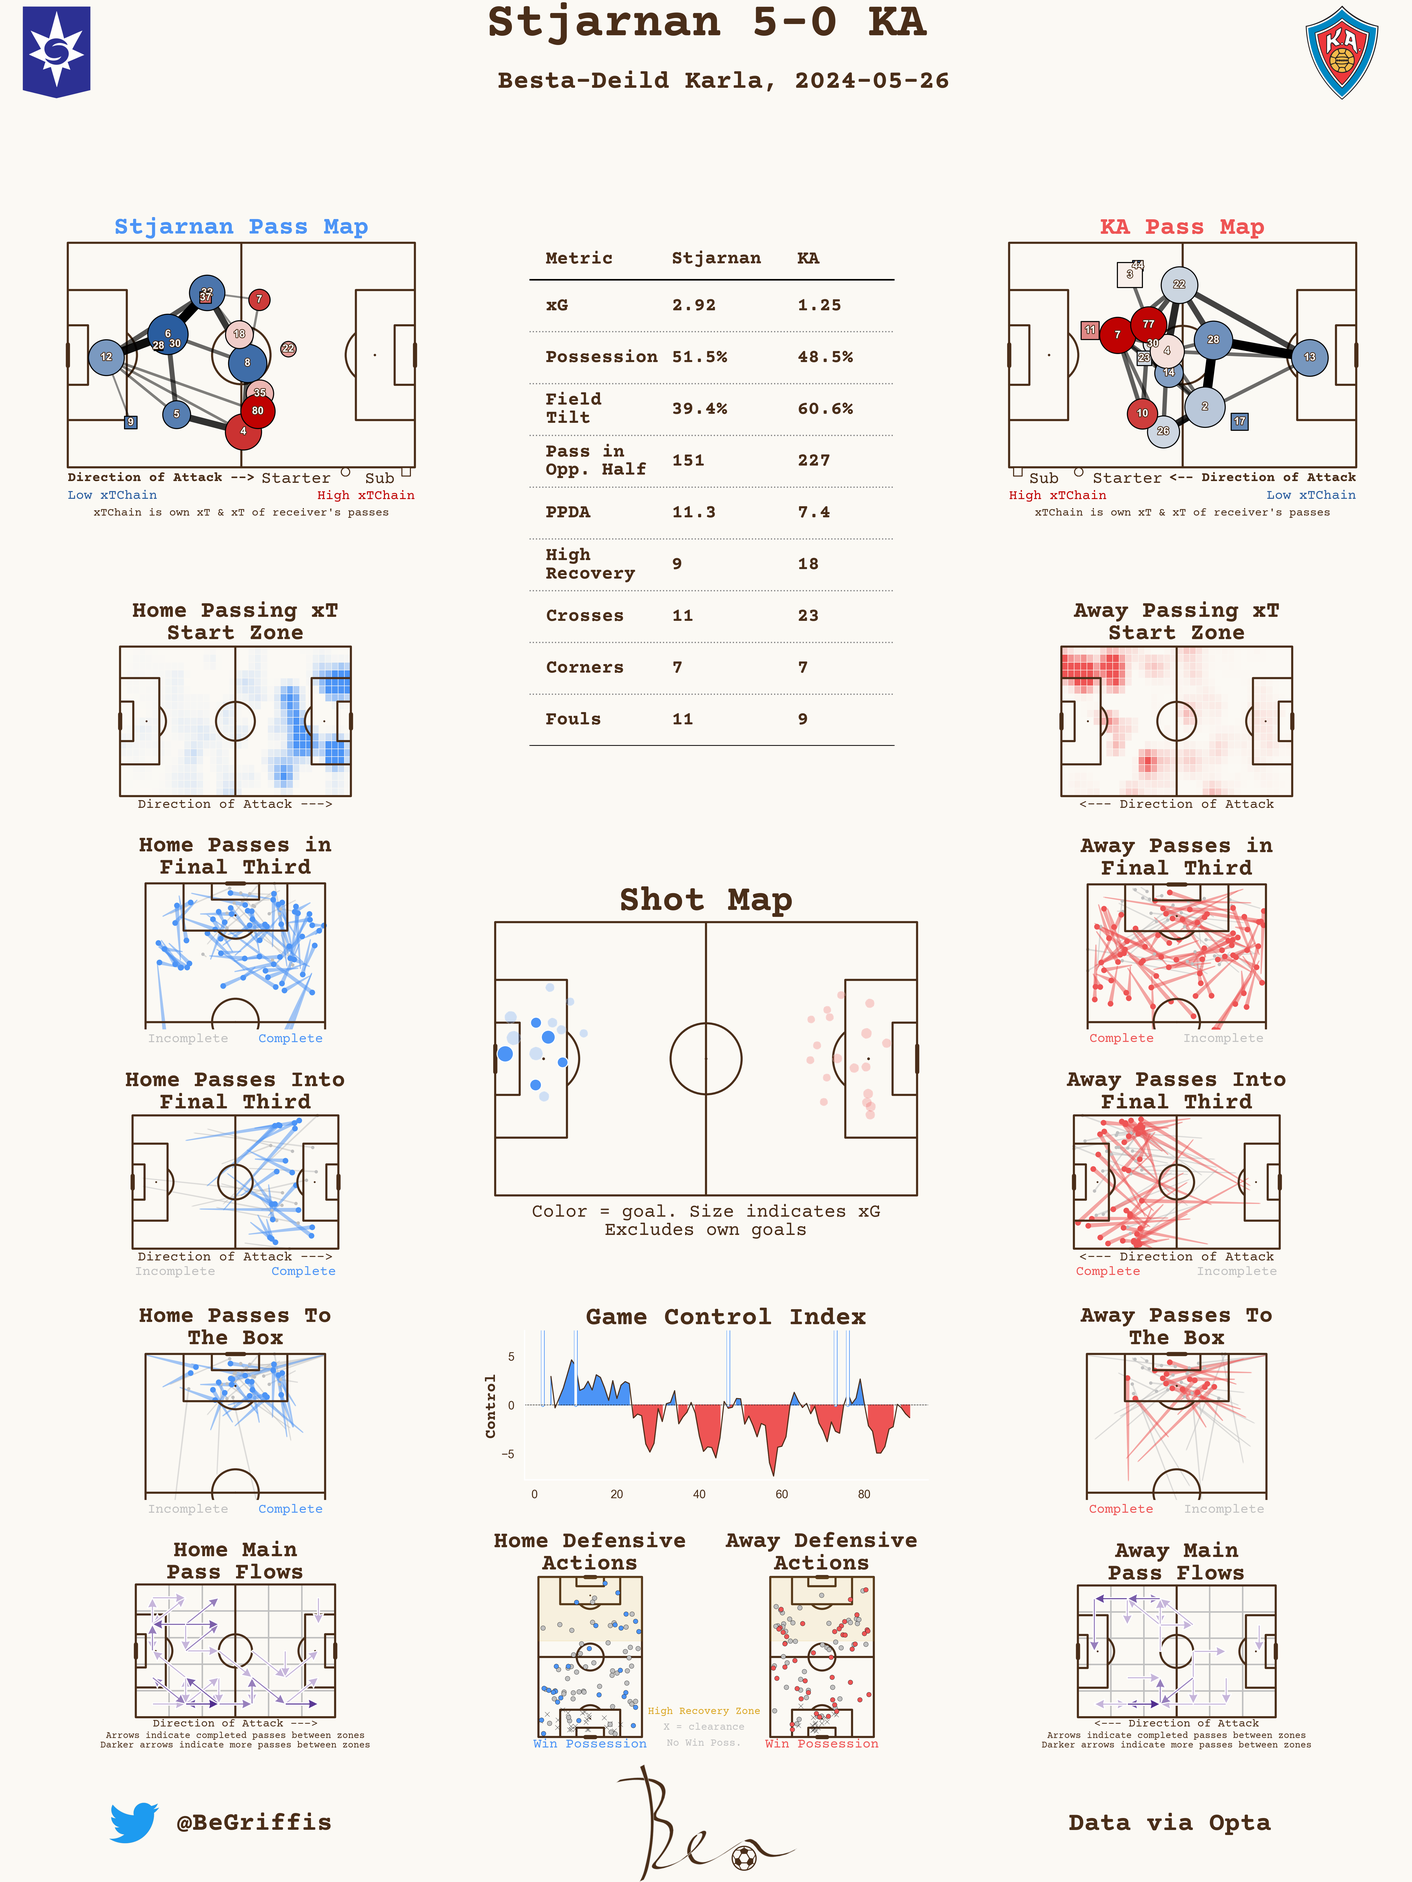 Stjarnan 5-0 KA
Besta-Deild Karla, 2024-05-26
KA
Stjarnan Pass Map
12
6
28
30
37
7
18
22
8
35
80
4
5
9
Direction of Attack --> Starter Sub
Low xTChain High xTChain
xTChain is own xT & xT of receiver's passes
Metric Stjarnan KA
xG 2.92 1.25
Possession 51.5% 48.5%
Field
Tilt 39.4% 60.6%
Pass in
Opp. Half 151 227
PPDA 11.3 7.4
High
Recovery 9 18
Crosses 11 23
Corners 7 7
Fouls 11 9
KA Pass Map
44
3
22
11
7
77
30
4
23
28
13
14
10
2
26
17
Sub Starter <-- Direction of Attack
High xTChain Low xTChain
xTChain is own xT & xT of receiver's passes
Home Passing xT
Start Zone
Direction of Attack --->
Away Passing xT
Start Zone
<--- Direction of Attack
Home Passes in
Final Third
Incomplete Complete
Away Passes in
Final Third
Complete Incomplete
Shot Map
Color = goal. Size indicates xG
Excludes own goals
Home Passes Into
Final Third
Direction of Attack --->
Incomplete Complete
Away Passes Into
Final Third
<--- Direction of Attack
Complete Incomplete
Home Passes To
The Box
Incomplete Complete
Game Control Index
Control
5
0
−5
0 20 40 60 80
Away Passes To
The Box
Complete Incomplete
Home Main
Pass Flows
Direction of Attack --->
Arrows indicate completed passes between zones
Darker arrows indicate more passes between zones
Home Defensive
Actions
Win Possession
Away Defensive
Actions
Win Possession
High Recovery Zone
X = clearance
No Win Poss.
Away Main
Pass Flows
<--- Direction of Attack
Arrows indicate completed passes between zones
Darker arrows indicate more passes between zones
@BeGriffis
Ben
Data via Opta